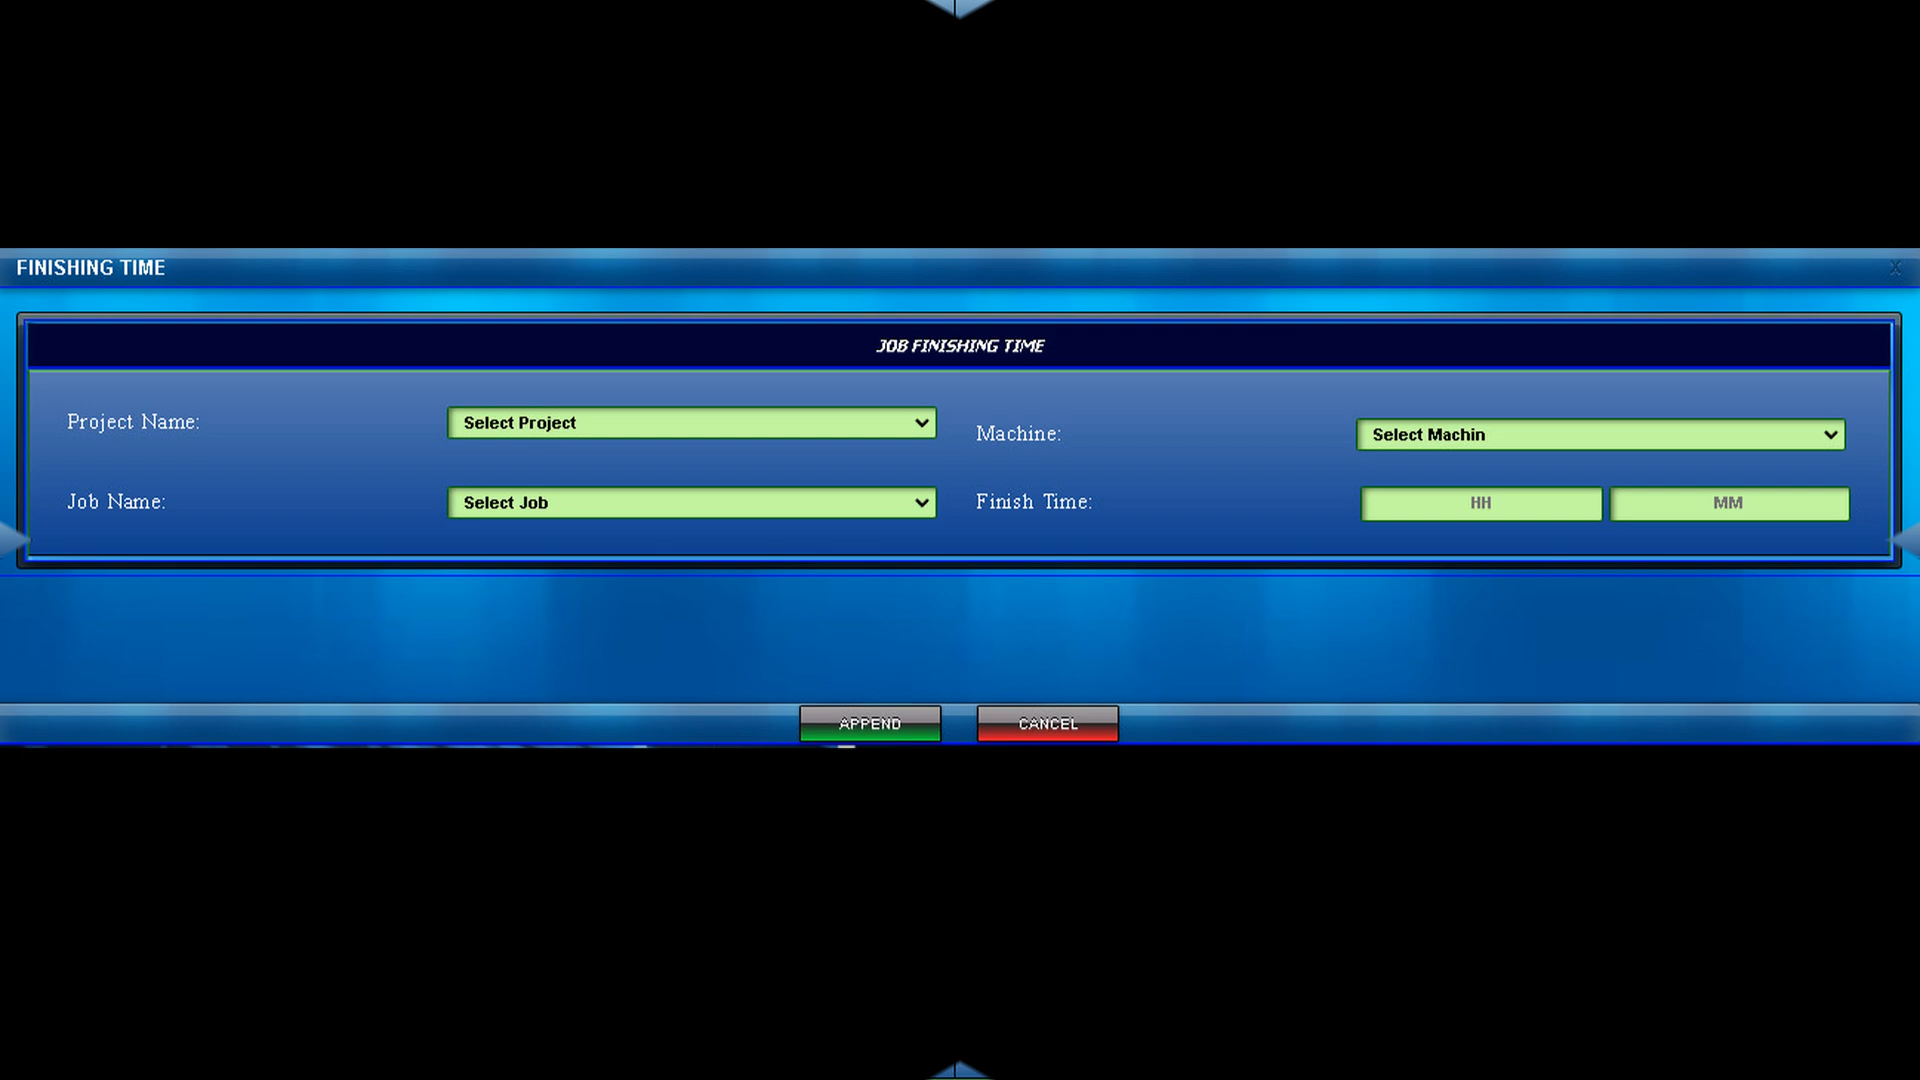 FINISHING TIME
X
JOB FINISHING TIME
Project Name: Select Project
Machine: Select Machin
Job Name: Select Job
Finish Time: HH MM
APPEND CANCEL